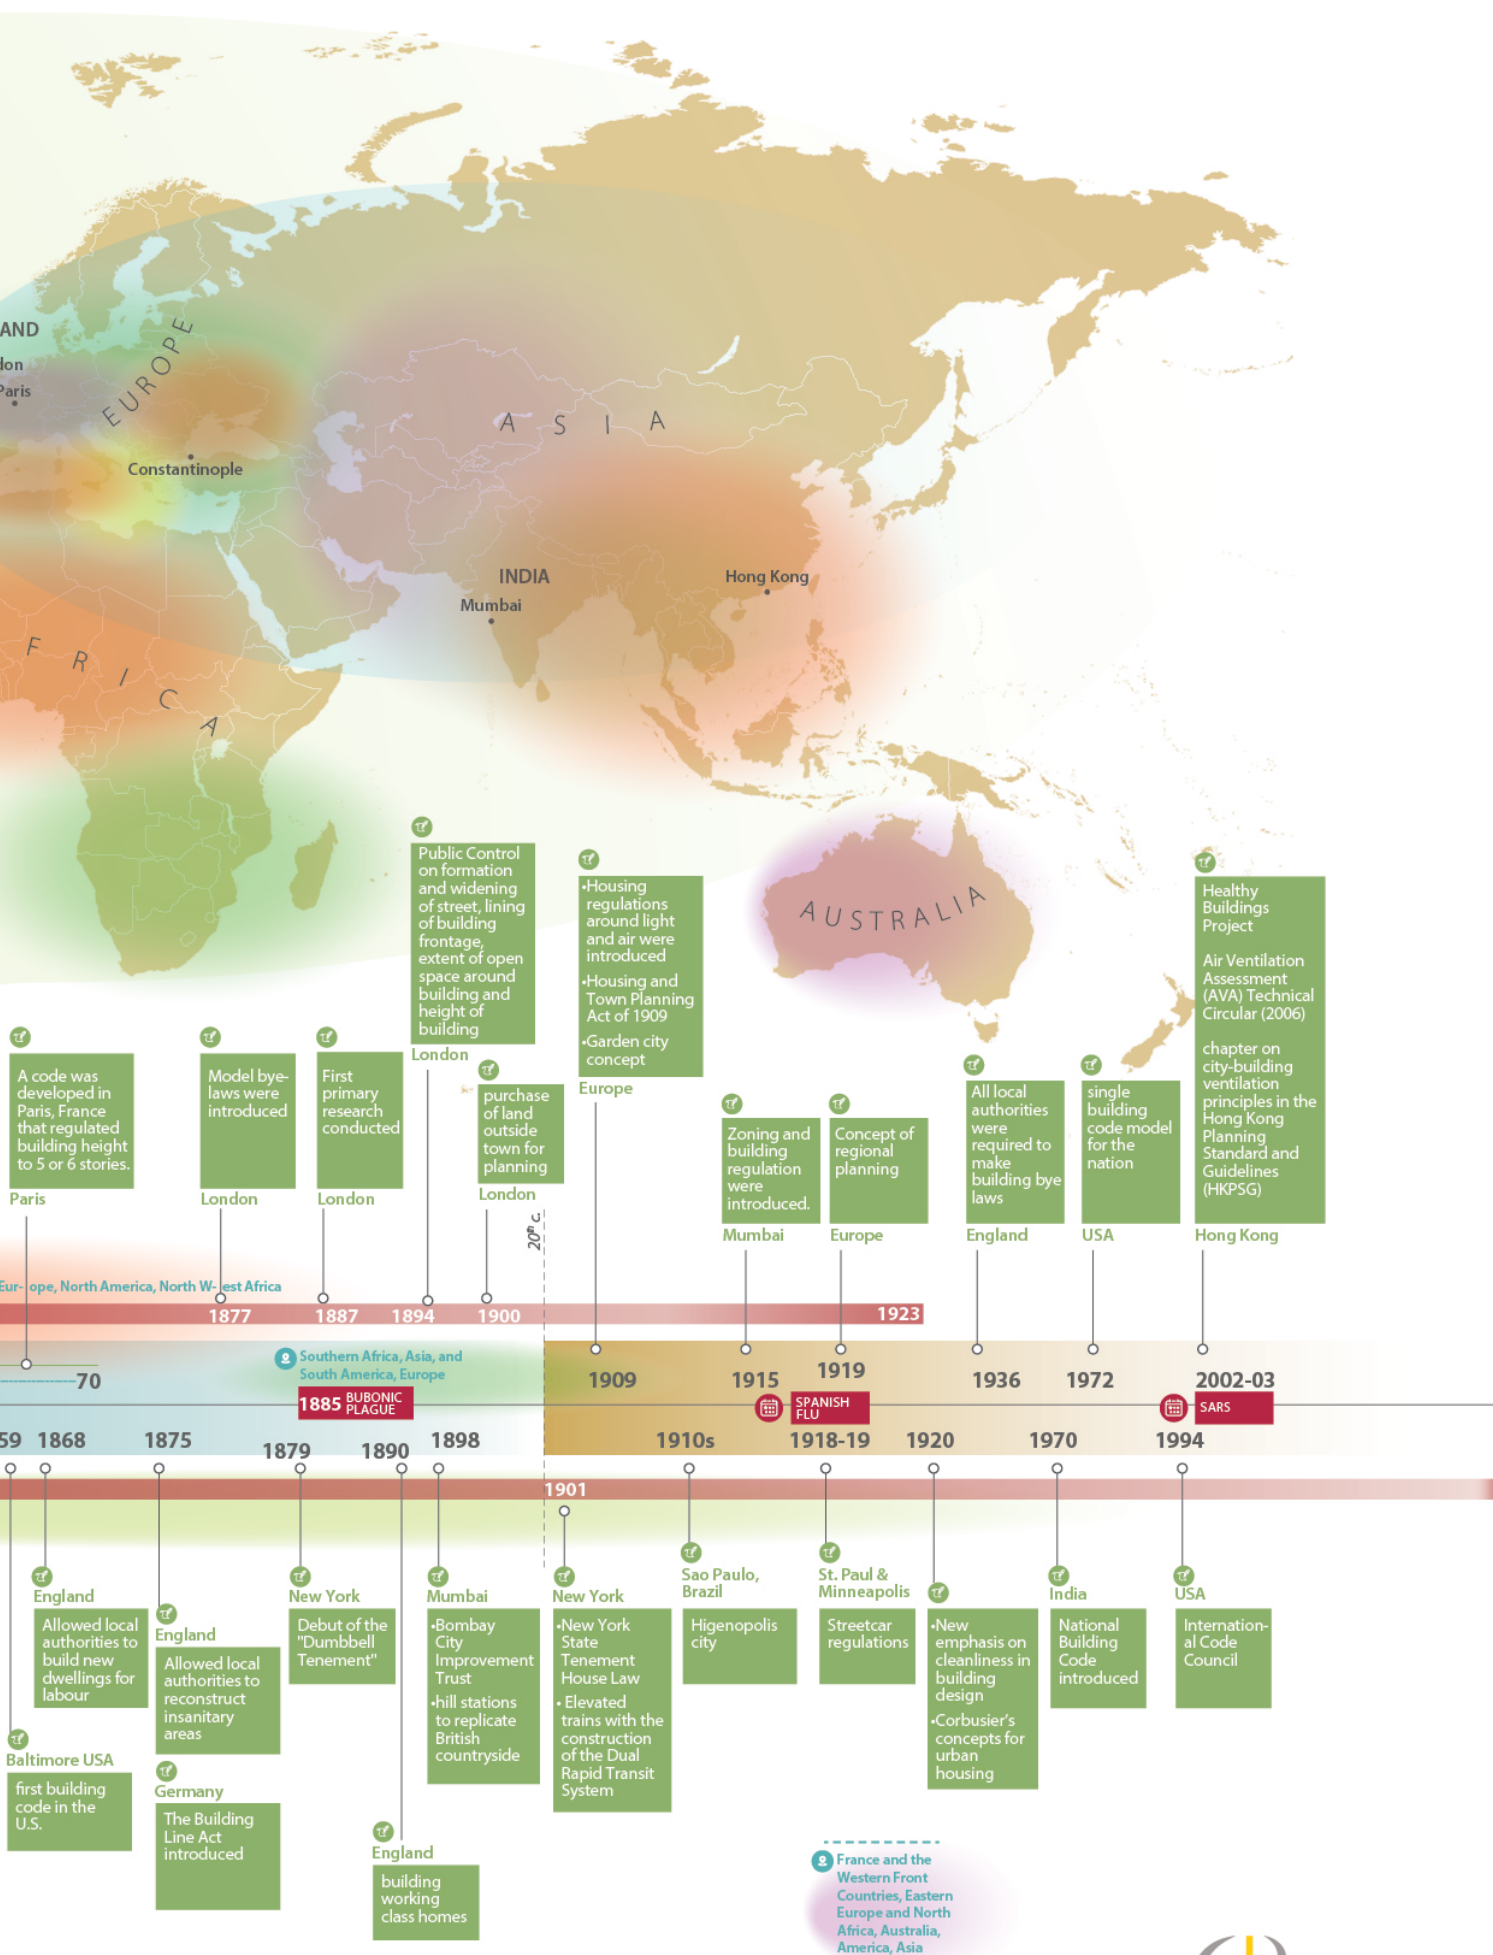 AND
don
Paris
EUROPE
Constantinople
ASIA
INDIA
Mumbai
Hong Kong
FRICA
AUSTRALIA
Public Control
on formation
and widening
of street, lining
of building
frontage,
extent of open
space around
building and
height of
building
London
•Housing
regulations
around light
and air were
introduced
•Housing and
Town Planning
Act of 1909
•Garden city
concept
Europe
Healthy
Buildings
Project
Air Ventilation
Assessment
(AVA) Technical
Circular (2006)
chapter on
city-building
ventilation
principles in the
Hong Kong
Planning
Standard and
Guidelines
(HKPSG)
Hong Kong
A code was
developed in
Paris, France
that regulated
building height
to 5 or 6 stories.
Paris
Model bye-
laws were
introduced
London
First
primary
research
conducted
London
purchase
of land
outside
town for
planning
London
Zoning and
building
regulation
were
introduced.
Mumbai
Concept of
regional
planning
Europe
All local
authorities
were
required to
make
building bye
laws
England
single
building
code model
for the
nation
USA
20th c.
Eur- ope, North America, North W- est Africa
1877
1887
1894
1900
1923
Southern Africa, Asia, and
South America, Europe
70
1909
1915
1919
1936
1972
2002-03
1885 BUBONIC
PLAGUE
SPANISH
FLU
SARS
59
1868
1875
1879
1890
1898
1910s
1918-19
1920
1970
1994
1901
England
Allowed local
authorities to
build new
dwellings for
labour
England
Allowed local
authorities to
reconstruct
insanitary
areas
New York
Debut of the
"Dumbbell
Tenement"
Mumbai
•Bombay
City
Improvement
Trust
•hill stations
to replicate
British
countryside
New York
•New York
State
Tenement
House Law
• Elevated
trains with the
construction
of the Dual
Rapid Transit
System
Sao Paulo,
Brazil
Higenopolis
city
St. Paul &
Minneapolis
Streetcar
regulations
•New
emphasis on
cleanliness in
building
design
•Corbusier's
concepts for
urban
housing
India
National
Building
Code
introduced
USA
Internation-
al Code
Council
Baltimore USA
first building
code in the
U.S.
Germany
The Building
Line Act
introduced
England
building
working
class homes
France and the
Western Front
Countries, Eastern
Europe and North
Africa, Australia,
America, Asia